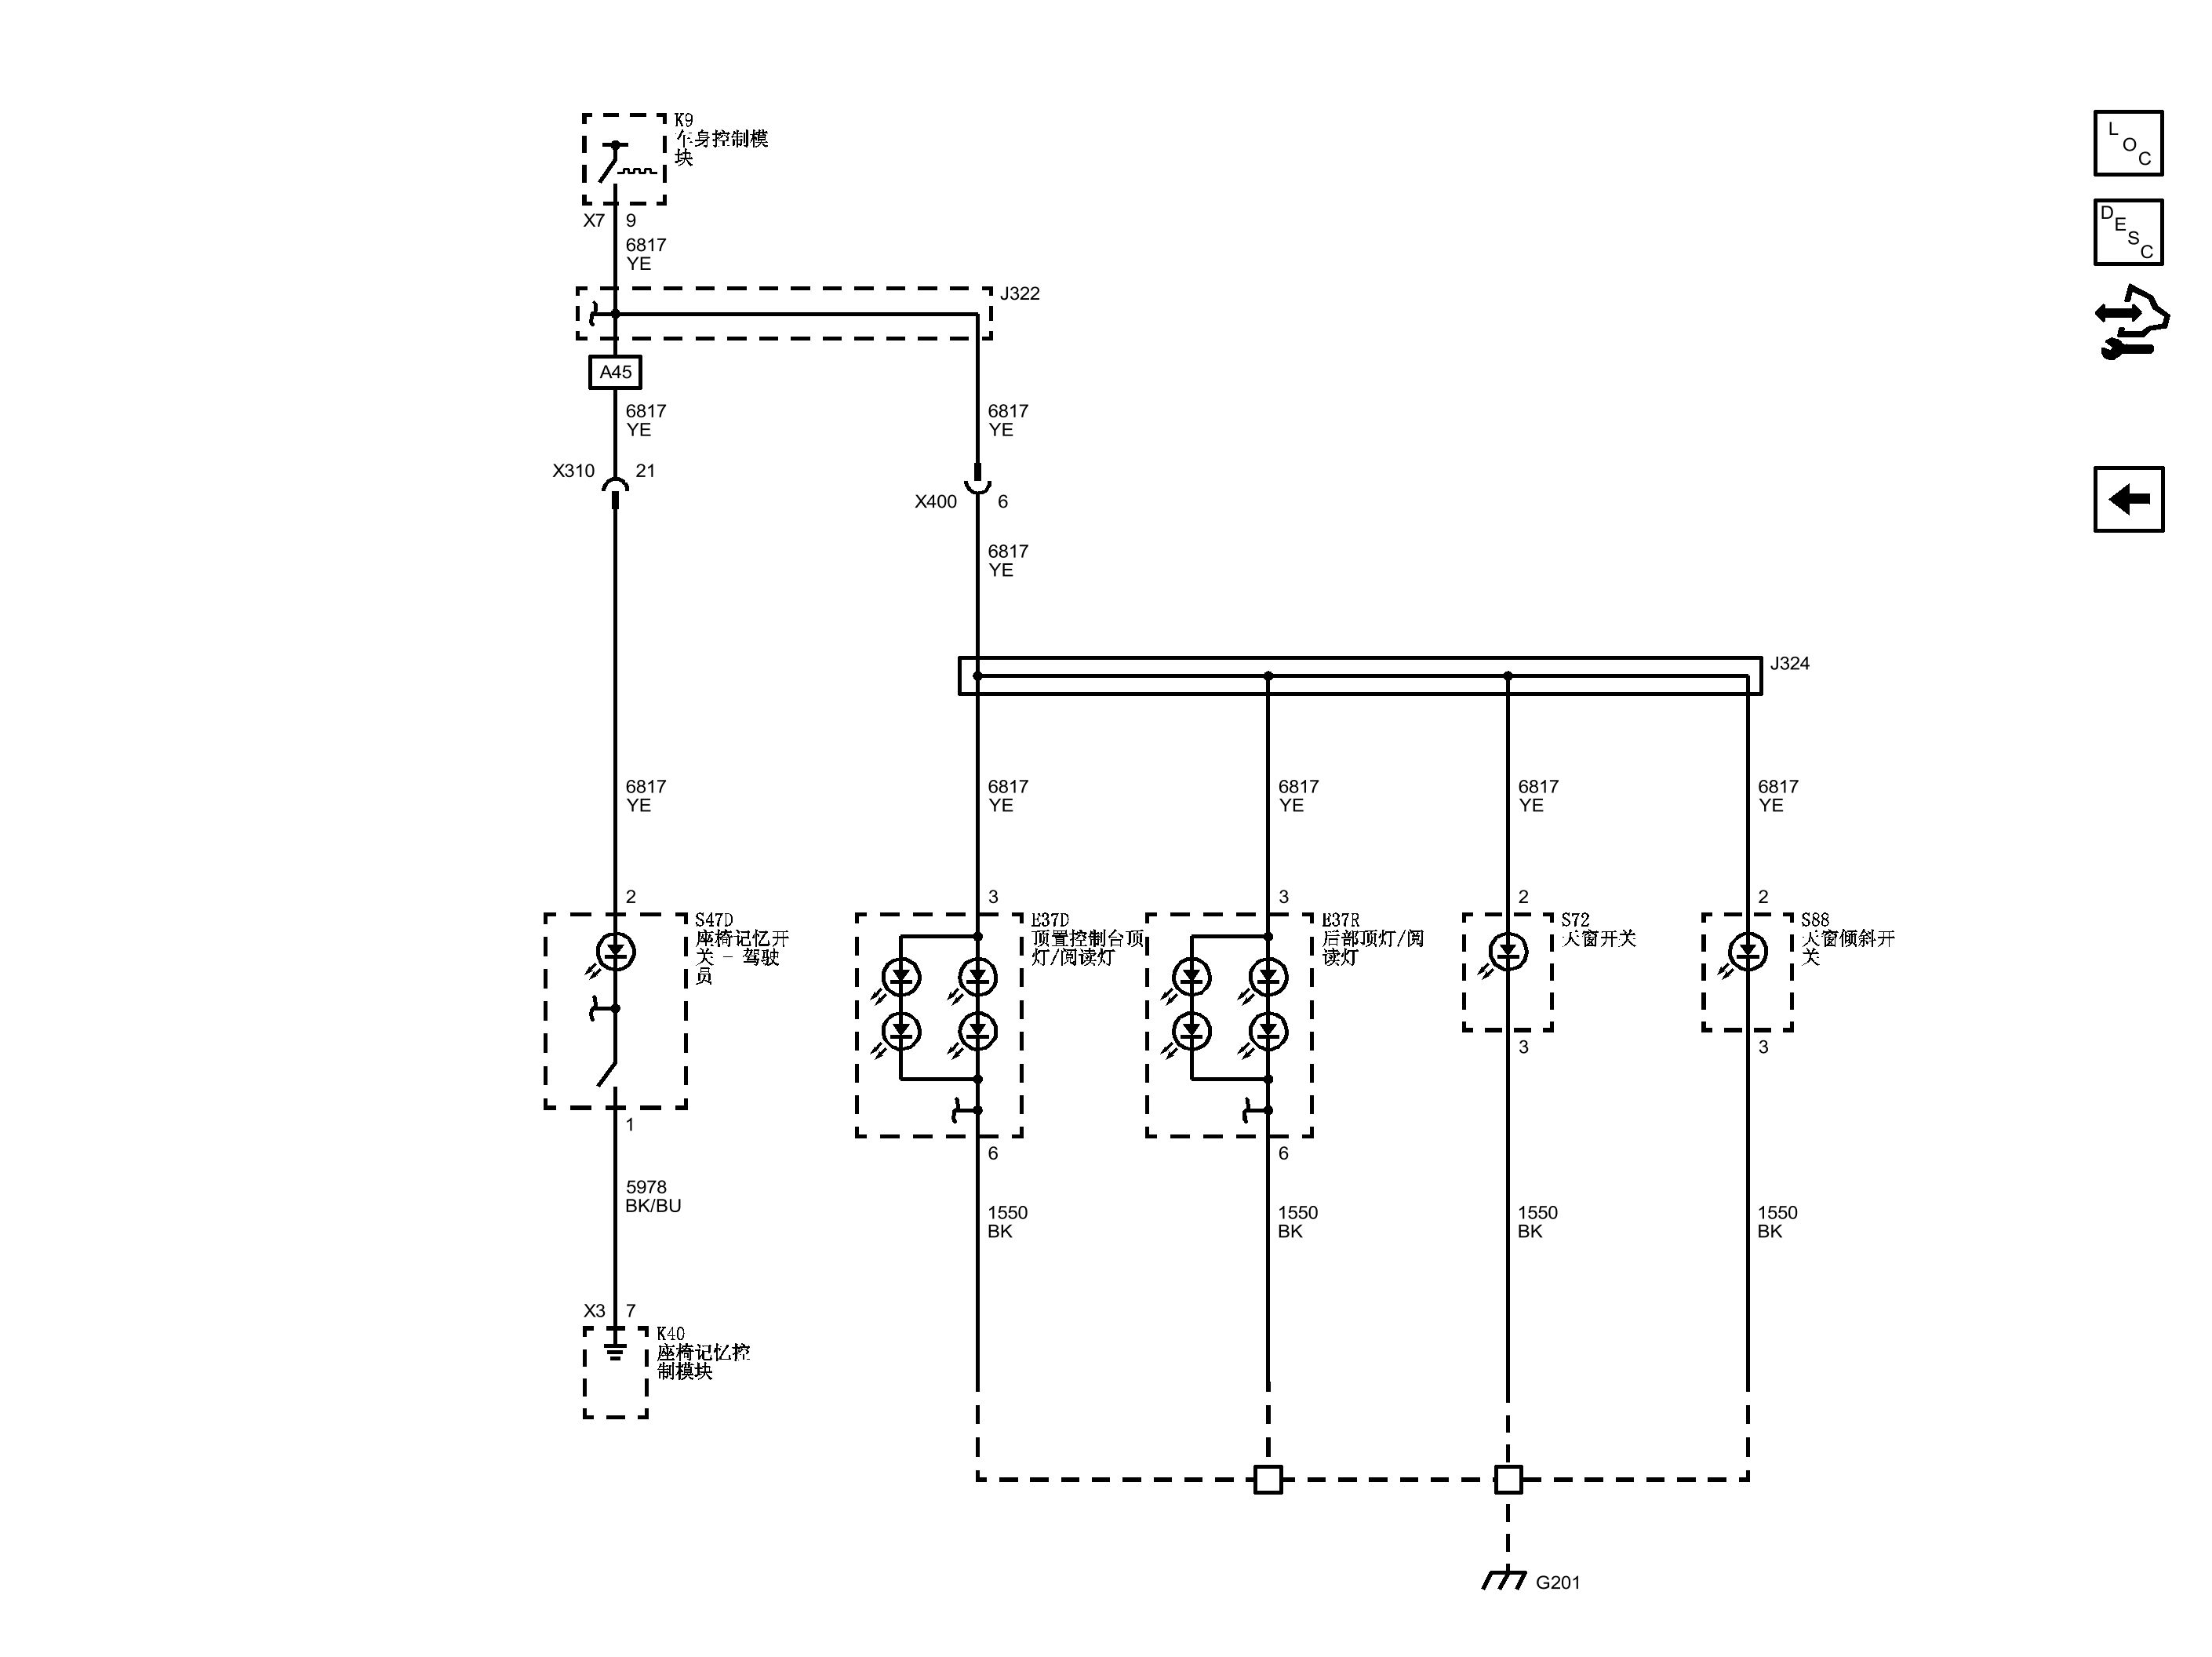 K9
车身控制模
块
X7 9
6817
YE
J322
A45
6817
YE
6817
YE
X310 21
X400 6
6817
YE
J324
6817
YE
6817
YE
6817
YE
6817
YE
6817
YE
2
3
3
2
2
S47D
座椅记忆开
关 - 驾驶
员
E37D
顶置控制台顶
灯/阅读灯
E37R
后部顶灯/阅
读灯
S72
天窗开关
S88
天窗倾斜开
关
3
3
1
6
6
5978
BK/BU
1550
BK
1550
BK
1550
BK
1550
BK
X3 7
K40
座椅记忆控
制模块
G201
LOC
DESC